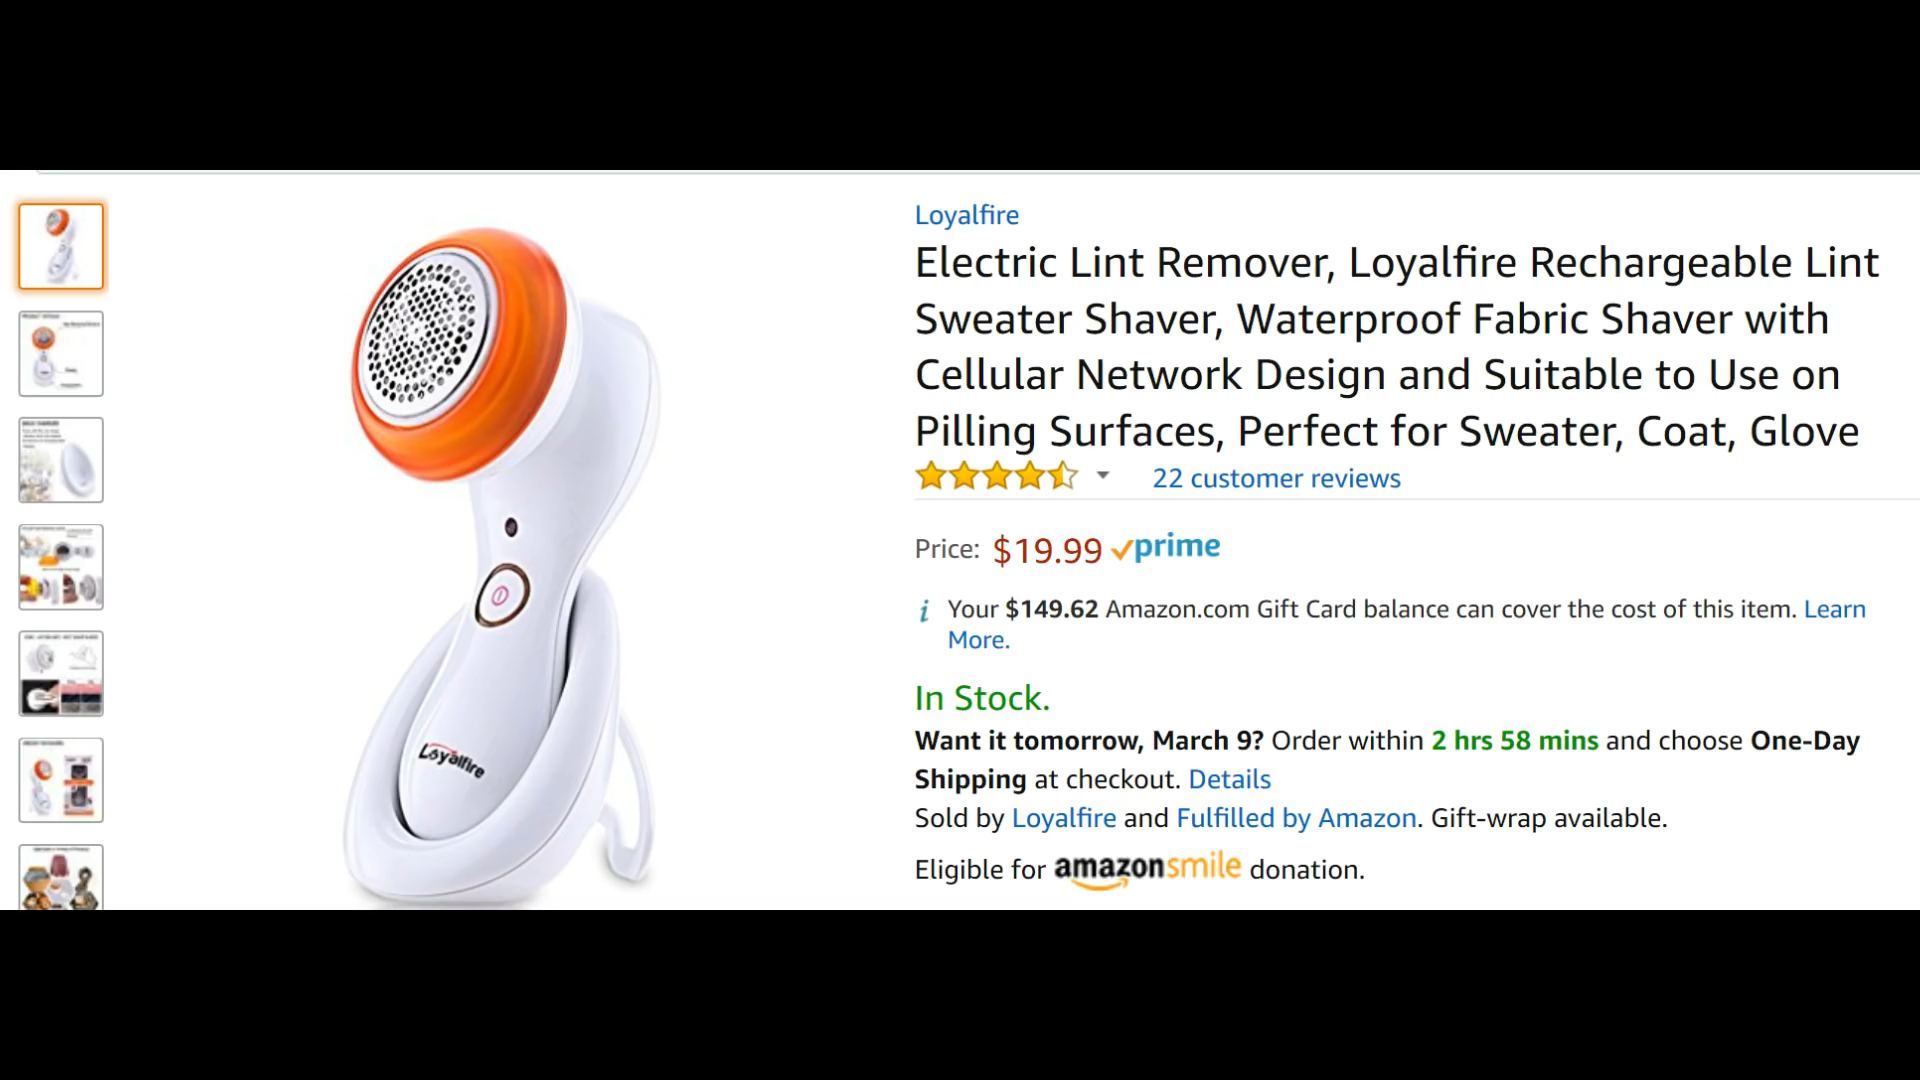 Loyalfire
Electric Lint Remover, Loyalfire Rechargeable Lint
Sweater Shaver, Waterproof Fabric Shaver with
Cellular Network Design and Suitable to Use on
Pilling Surfaces, Perfect for Sweater, Coat, Glove
22 customer reviews
Price: $19.99 prime
i Your $149.62 Amazon.com Gift Card balance can cover the cost of this item. Learn
More.
In Stock.
Want it tomorrow, March 9? Order within 2 hrs 58 mins and choose One-Day
Shipping at checkout. Details
Sold by Loyalfire and Fulfilled by Amazon. Gift-wrap available.
Eligible for amazonsmile donation.
Loyalfire